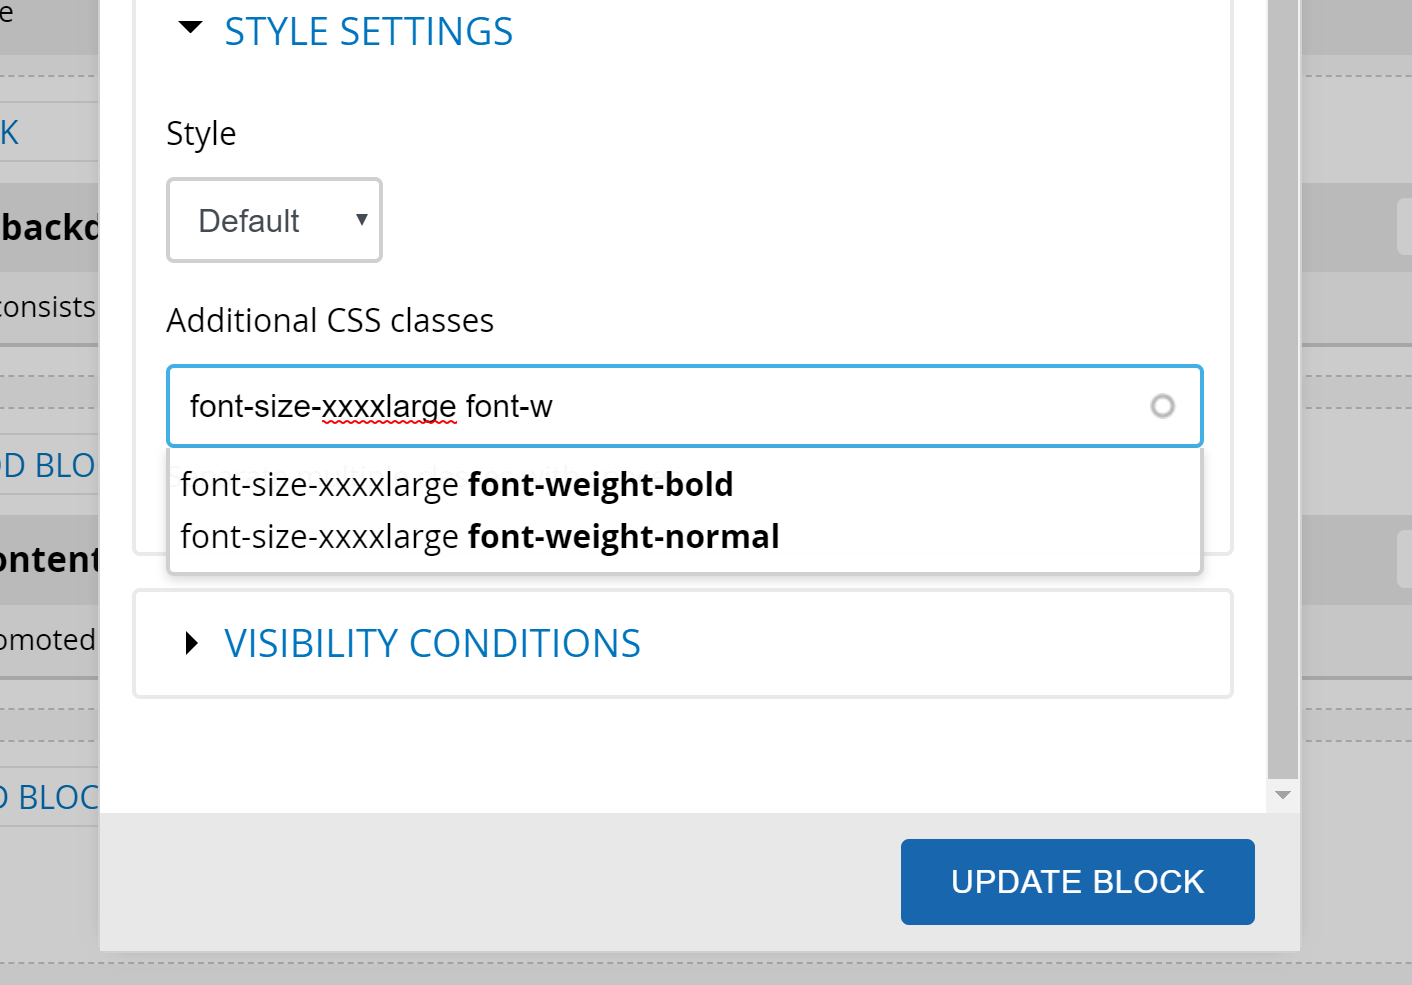 e
STYLE SETTINGS
K
Style
backd
Default
consists
Additional CSS classes
font-size-xxxxlarge font-w
D BLO
font-size-xxxxlarge font-weight-bold
font-size-xxxxlarge font-weight-normal
ontent
omoted
VISIBILITY CONDITIONS
D BLOC
UPDATE BLOCK